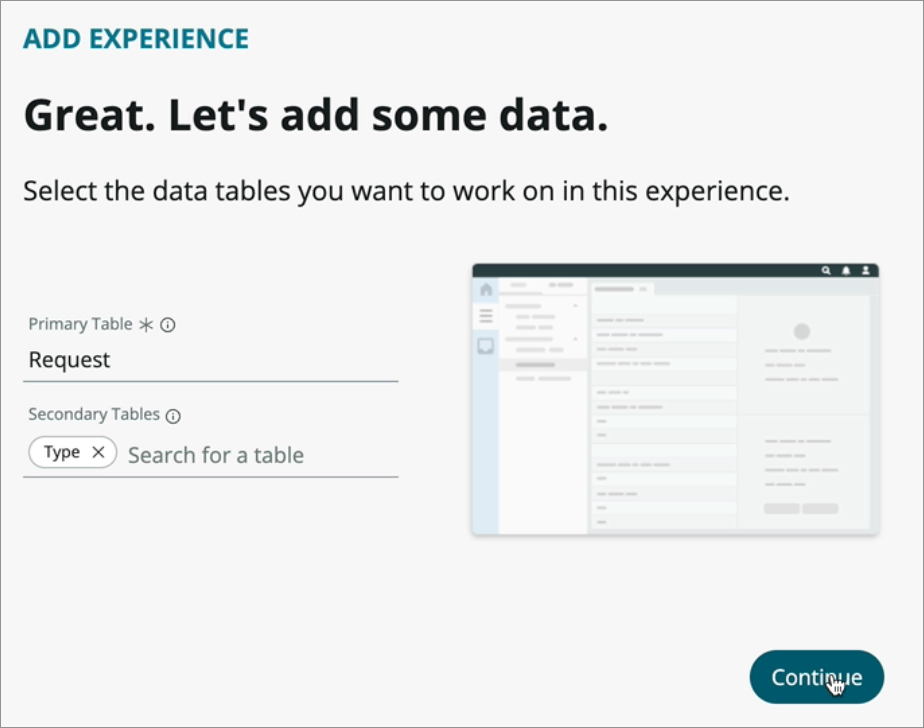 ADD EXPERIENCE
Great. Let's add some data.
Select the data tables you want to work on in this experience.
Primary Table
Request
Secondary Tables
Type
Search for a table
Continue